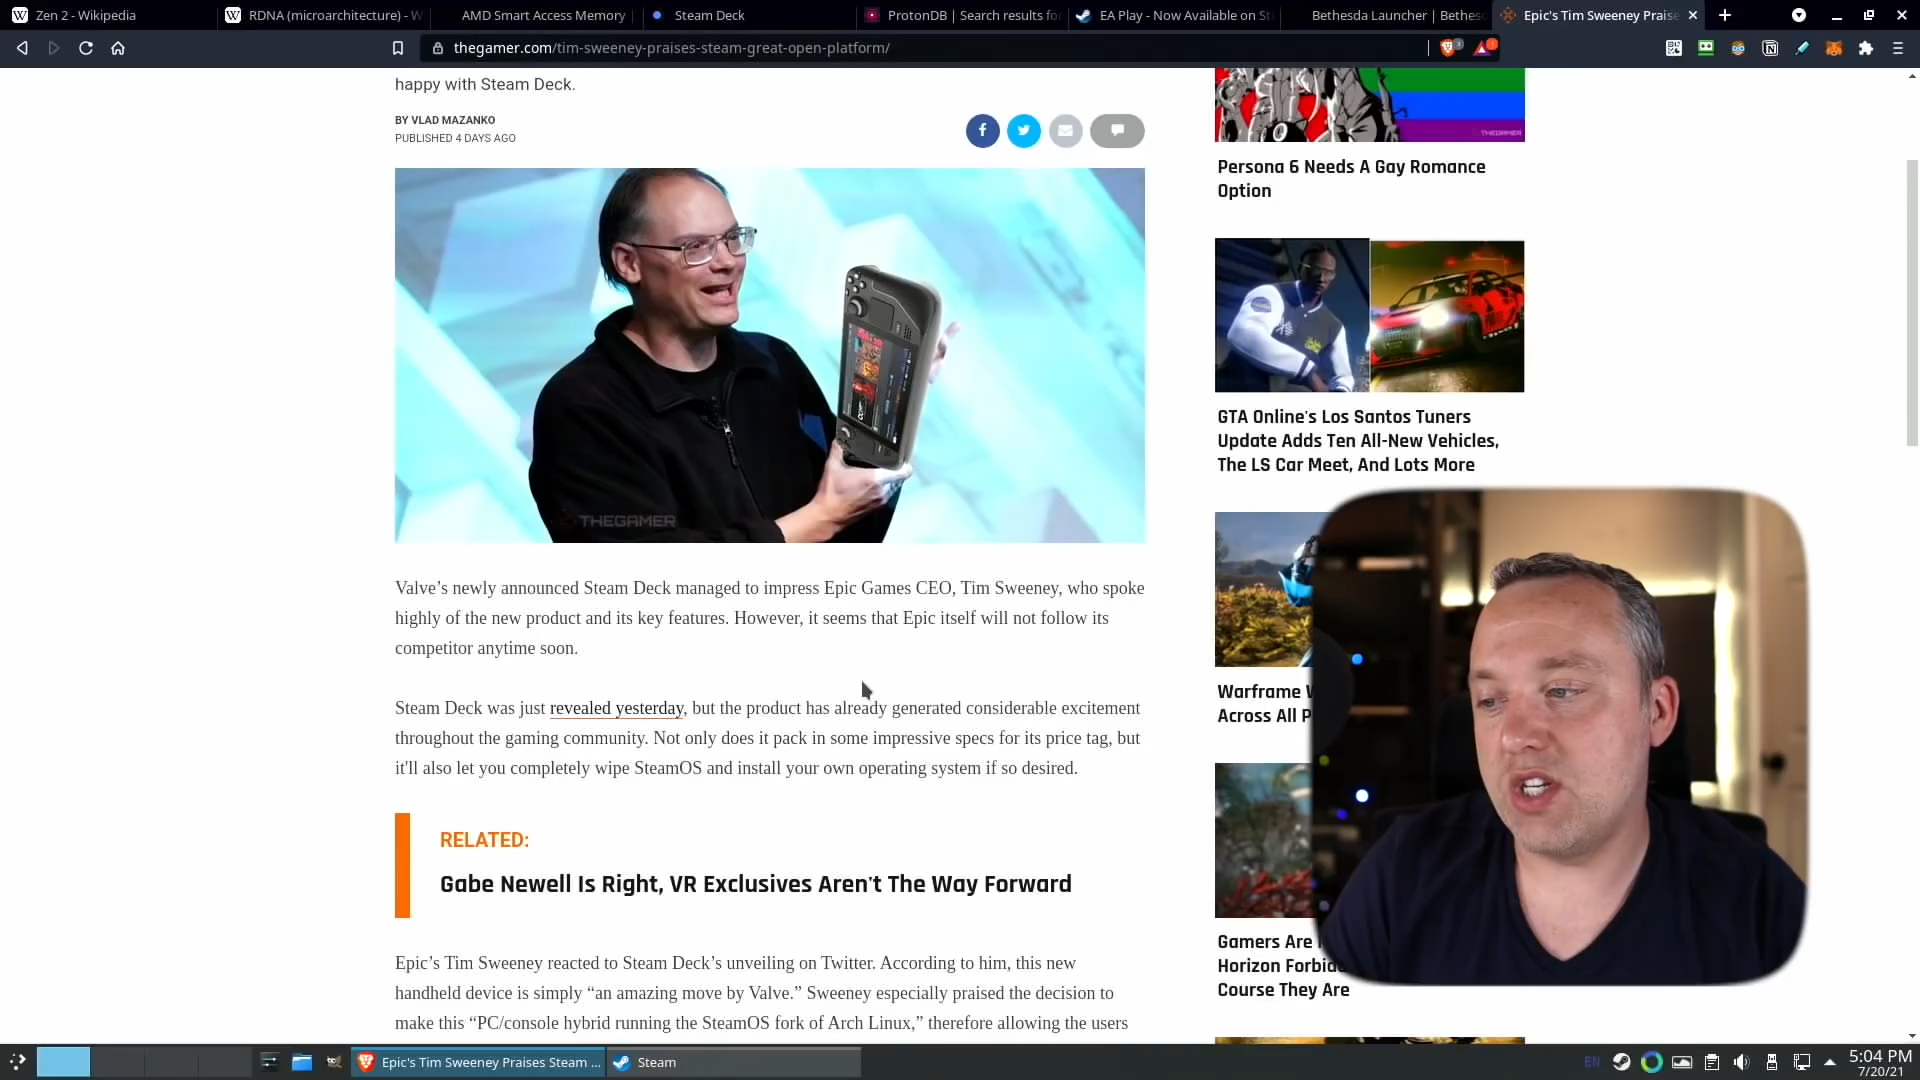 Zen 2 - Wikipedia
RDNA (microarchitecture) - W
AMD Smart Access Memory
Steam Deck
ProtonDB | Search results fo
EA Play - Now Available on St
Bethesda Launcher | Bethes
Epic's Tim Sweeney Praise
thegamer.com/tim-sweeney-praises-steam-great-open-platform/
happy with Steam Deck.
BY VLAD MAZANKO
PUBLISHED 4 DAYS AGO
THEGAMER
Valve’s newly announced Steam Deck managed to impress Epic Games CEO, Tim Sweeney, who spoke
highly of the new product and its key features. However, it seems that Epic itself will not follow its
competitor anytime soon.
Steam Deck was just revealed yesterday, but the product has already generated considerable excitement
throughout the gaming community. Not only does it pack in some impressive specs for its price tag, but
it'll also let you completely wipe SteamOS and install your own operating system if so desired.
RELATED:
Gabe Newell Is Right, VR Exclusives Aren't The Way Forward
Epic’s Tim Sweeney reacted to Steam Deck’s unveiling on Twitter. According to him, this new
handheld device is simply “an amazing move by Valve.” Sweeney especially praised the decision to
make this “PC/console hybrid running the SteamOS fork of Arch Linux,” therefore allowing the users
THEGAMER
Persona 6 Needs A Gay Romance
Option
GTA Online's Los Santos Tuners
Update Adds Ten All-New Vehicles,
The LS Car Meet, And Lots More
Warframe
Across All
Gamers Are
Horizon
Course They Are
Epic's Tim Sweeney Praises Steam ...
Steam
EN
5:04 PM
7/20/21